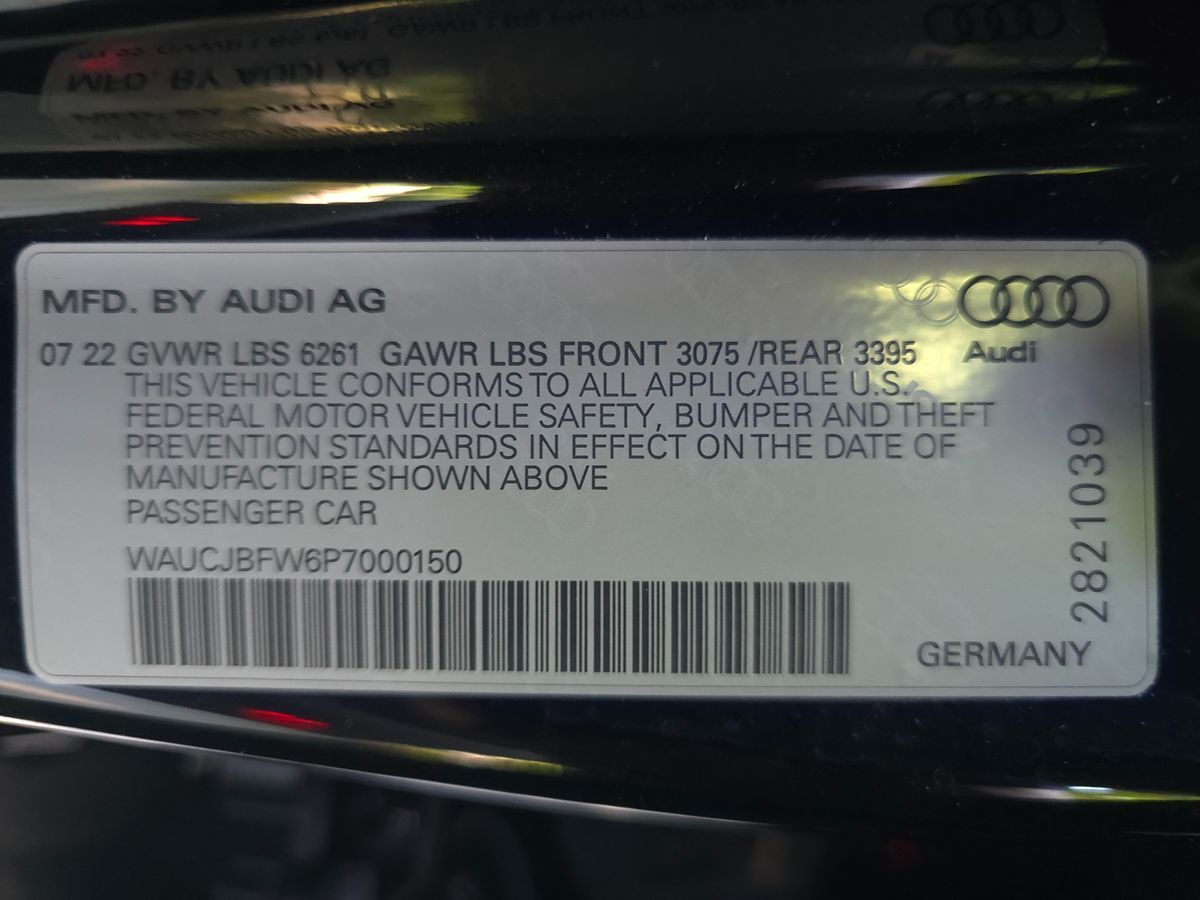 MFD. BY AUDI AG
07 22 GVWR LBS 6261 GAWR LBS FRONT 3075 /REAR 3395
THIS VEHICLE CONFORMS TO ALL APPLICABLE U.S.
FEDERAL MOTOR VEHICLE SAFETY, BUMPER AND THEFT
PREVENTION STANDARDS IN EFFECT ON THE DATE OF
MANUFACTURE SHOWN ABOVE
PASSENGER CAR
WAUCJBFW6P7000150
Audi
2821039
GERMANY